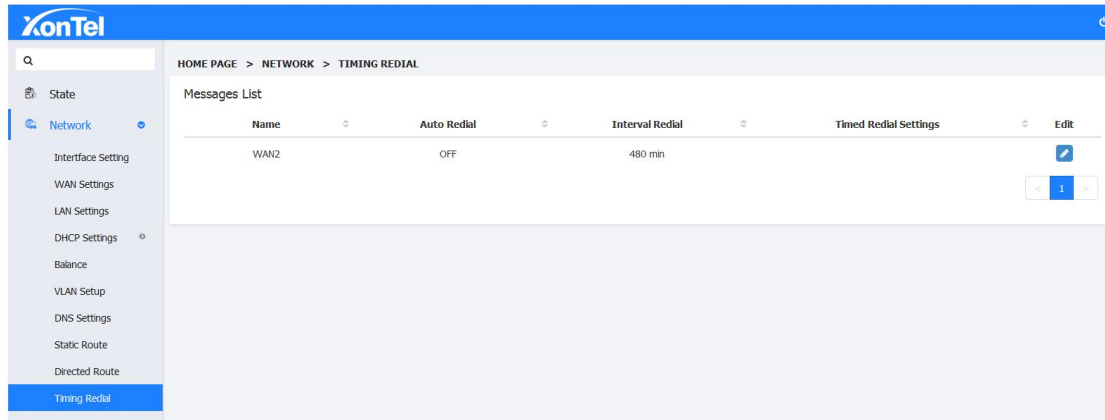 XonTel
HOME PAGE > NETWORK > TIMING REDIAL
State
Network
Intertface Setting
WAN Settings
LAN Settings
DHCP Settings
Balance
VLAN Setup
DNS Settings
Static Route
Directed Route
Timing Redial
Messages List
Name Auto Redial Interval Redial Timed Redial Settings Edit
WAN2 OFF 480 min
< 1 >